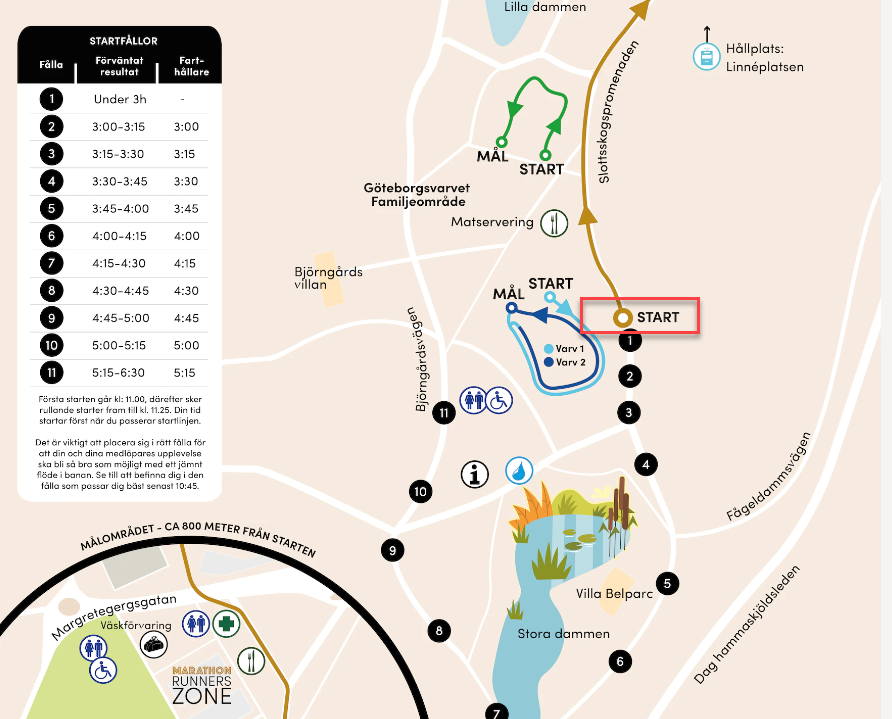 STARTFÅLLOR
Fålla Förväntat resultat Fart-hållare
1 Under 3h -
2 3:00-3:15 3:00
3 3:15-3:30 3:15
4 3:30-3:45 3:30
5 3:45-4:00 3:45
6 4:00-4:15 4:00
7 4:15-4:30 4:15
8 4:30-4:45 4:30
9 4:45-5:00 4:45
10 5:00-5:15 5:00
11 5:15-6:30 5:15
Första starten går kl: 11.00, därefter sker
rullande starter fram till kl. 11.25. Din tid
startar först när du passerar startlinjen.
Det är viktigt att placera sig i rätt fålla för
att din och dina medlöpares upplevelse
ska bli så bra som möjligt med ett jämnt
flöde i banan. Se till att befinna dig i den
fålla som passar dig bäst senast 10:45.
Lilla dammen
Hållplats:
Linnéplatsen
Slottsskogspromenaden
MÅL
START
Göteborgsvarvet
Familjeområde
Matservering
Björngårds
villan
START
MÅL
START
Varv 1
Varv 2
Björngårdsvägen
1
2
3
11
4
i
10
Fågeldammsvägen
9
5
Villa Belparc
8
Stora dammen
6
7
Dag hammaskjöldsleden
MÅLOMRÅDET - CA 800 METER FRÅN STARTEN
Margretegersgatan
Väskförvaring
MARATHON
RUNNERS
ZONE